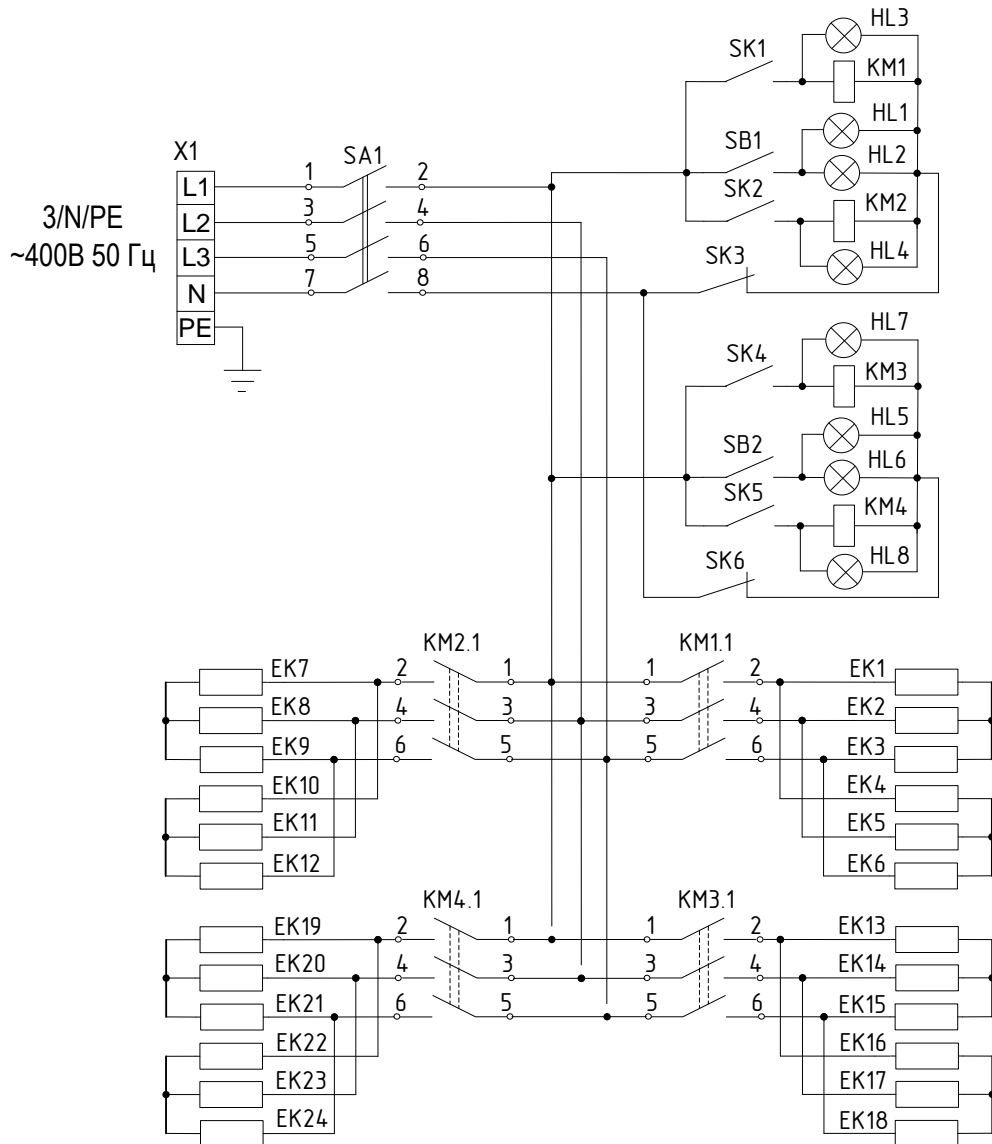 HL3
SK1
KM1
HL1
X1
SA1
SB1
HL2
L1
1
2
SK2
KM2
3/N/PE
L2
3
4
~400В 50 Гц
L3
5
6
SK3
HL4
N
7
8
PE
HL7
SK4
KM3
HL5
SB2
HL6
SK5
KM4
SK6
HL8
KM2.1
KM1.1
EK7
2
1
1
2
EK1
EK8
4
3
3
4
EK2
EK9
6
5
5
6
EK3
EK10
EK4
EK11
EK5
EK12
EK6
KM4.1
KM3.1
EK19
2
1
1
2
EK13
EK20
4
3
3
4
EK14
EK21
6
5
5
6
EK15
EK22
EK16
EK23
EK17
EK24
EK18